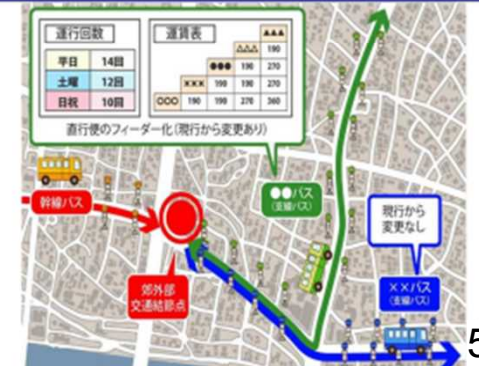 運行回数
平日 14回
土曜 12回
日祝 10回
運賃表
▲▲▲
△△△ 190
●●● 190 270
××× 190 190 270
○○○ 190 190 270 360
直行便のフィーダー化(現行から変更あり)
幹線バス
●●バス
(支線バス)
現行から
変更なし
郊外部
交通結節点
××バス
(支線バス)
5